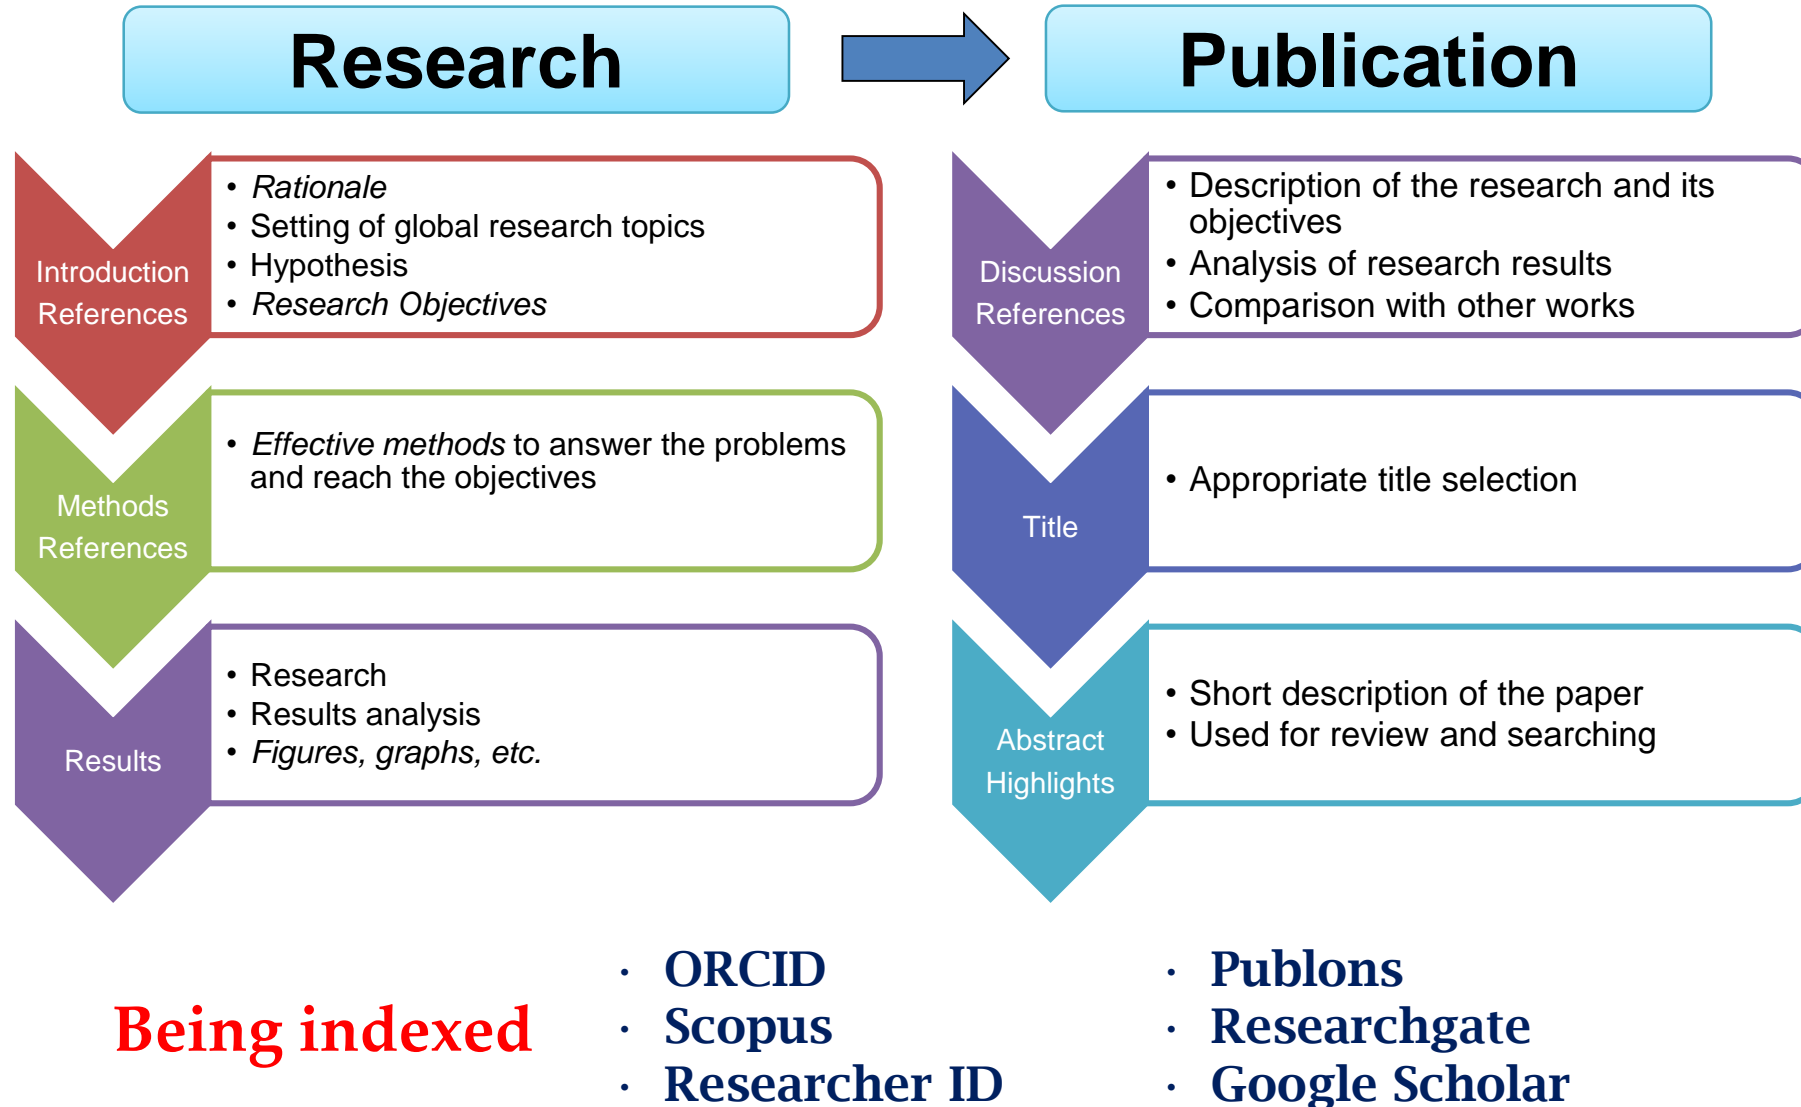 Research
Publication
Introduction
References
• Rationale
• Setting of global research topics
• Hypothesis
• Research Objectives
Methods
References
• Effective methods to answer the problems
and reach the objectives
Results
• Research
• Results analysis
• Figures, graphs, etc.
Discussion
References
• Description of the research and its
objectives
• Analysis of research results
• Comparison with other works
Title
• Appropriate title selection
Abstract
Highlights
• Short description of the paper
• Used for review and searching
Being indexed
· ORCID
· Scopus
· Researcher ID
· Publons
· Researchgate
· Google Scholar